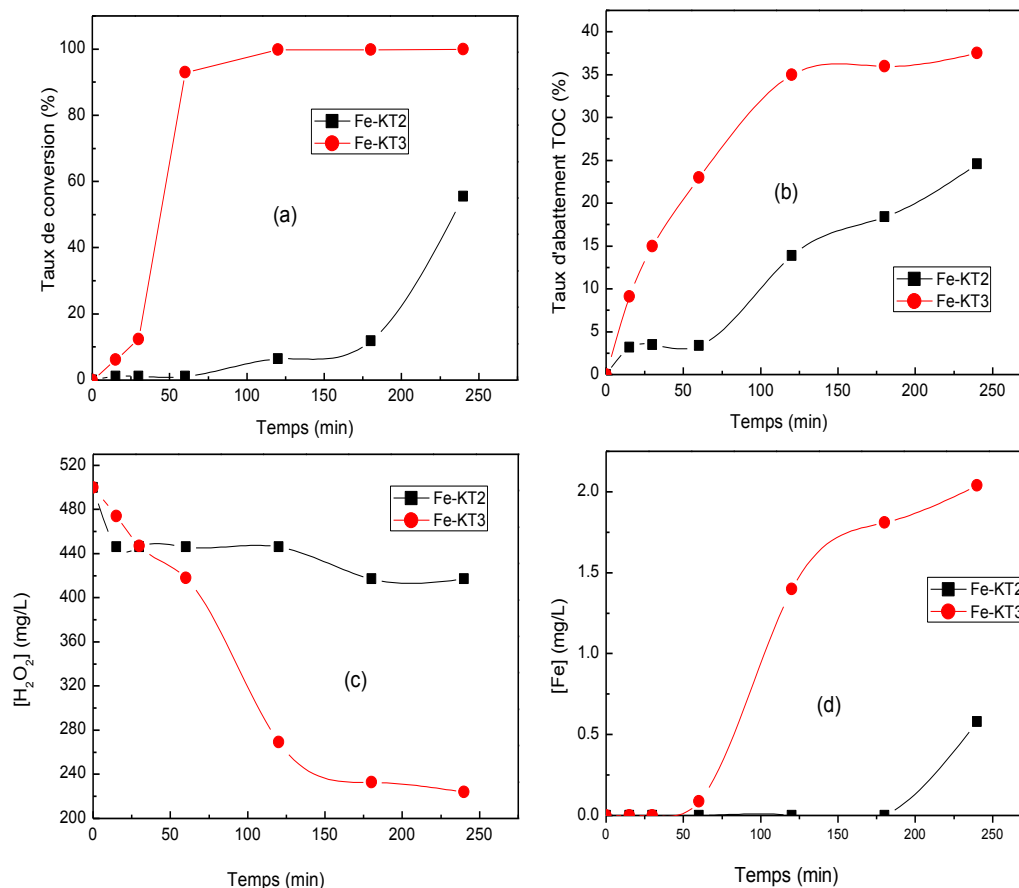 Taux de conversion (%)
100
80
60
40
20
0
Fe-KT2
Fe-KT3
(a)
0 50 100 150 200 250
Temps (min)
Taux d'abattement TOC (%)
40
35
30
25
20
15
10
5
0
(b)
Fe-KT2
Fe-KT3
0 50 100 150 200 250
Temps (min)
[H₂O₂] (mg/L)
520
480
440
400
360
320
280
240
200
Fe-KT2
Fe-KT3
(c)
0 50 100 150 200 250
Temps (min)
[Fe] (mg/L)
2.0
1.5
1.0
0.5
0.0
Fe-KT2
Fe-KT3
(d)
0 50 100 150 200 250
Temps (min)